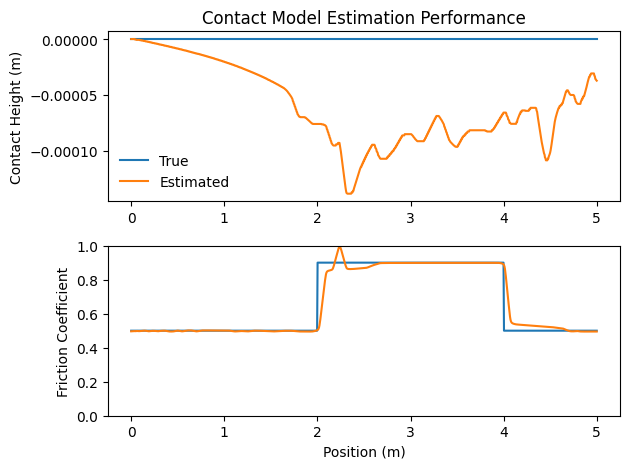 Contact Model Estimation Performance
Contact Height (m)
0.00000
−0.00005
−0.00010
True
Estimated
0 1 2 3 4 5
Friction Coefficient
1.0
0.8
0.6
0.4
0.2
0.0
0 1 2 3 4 5
Position (m)